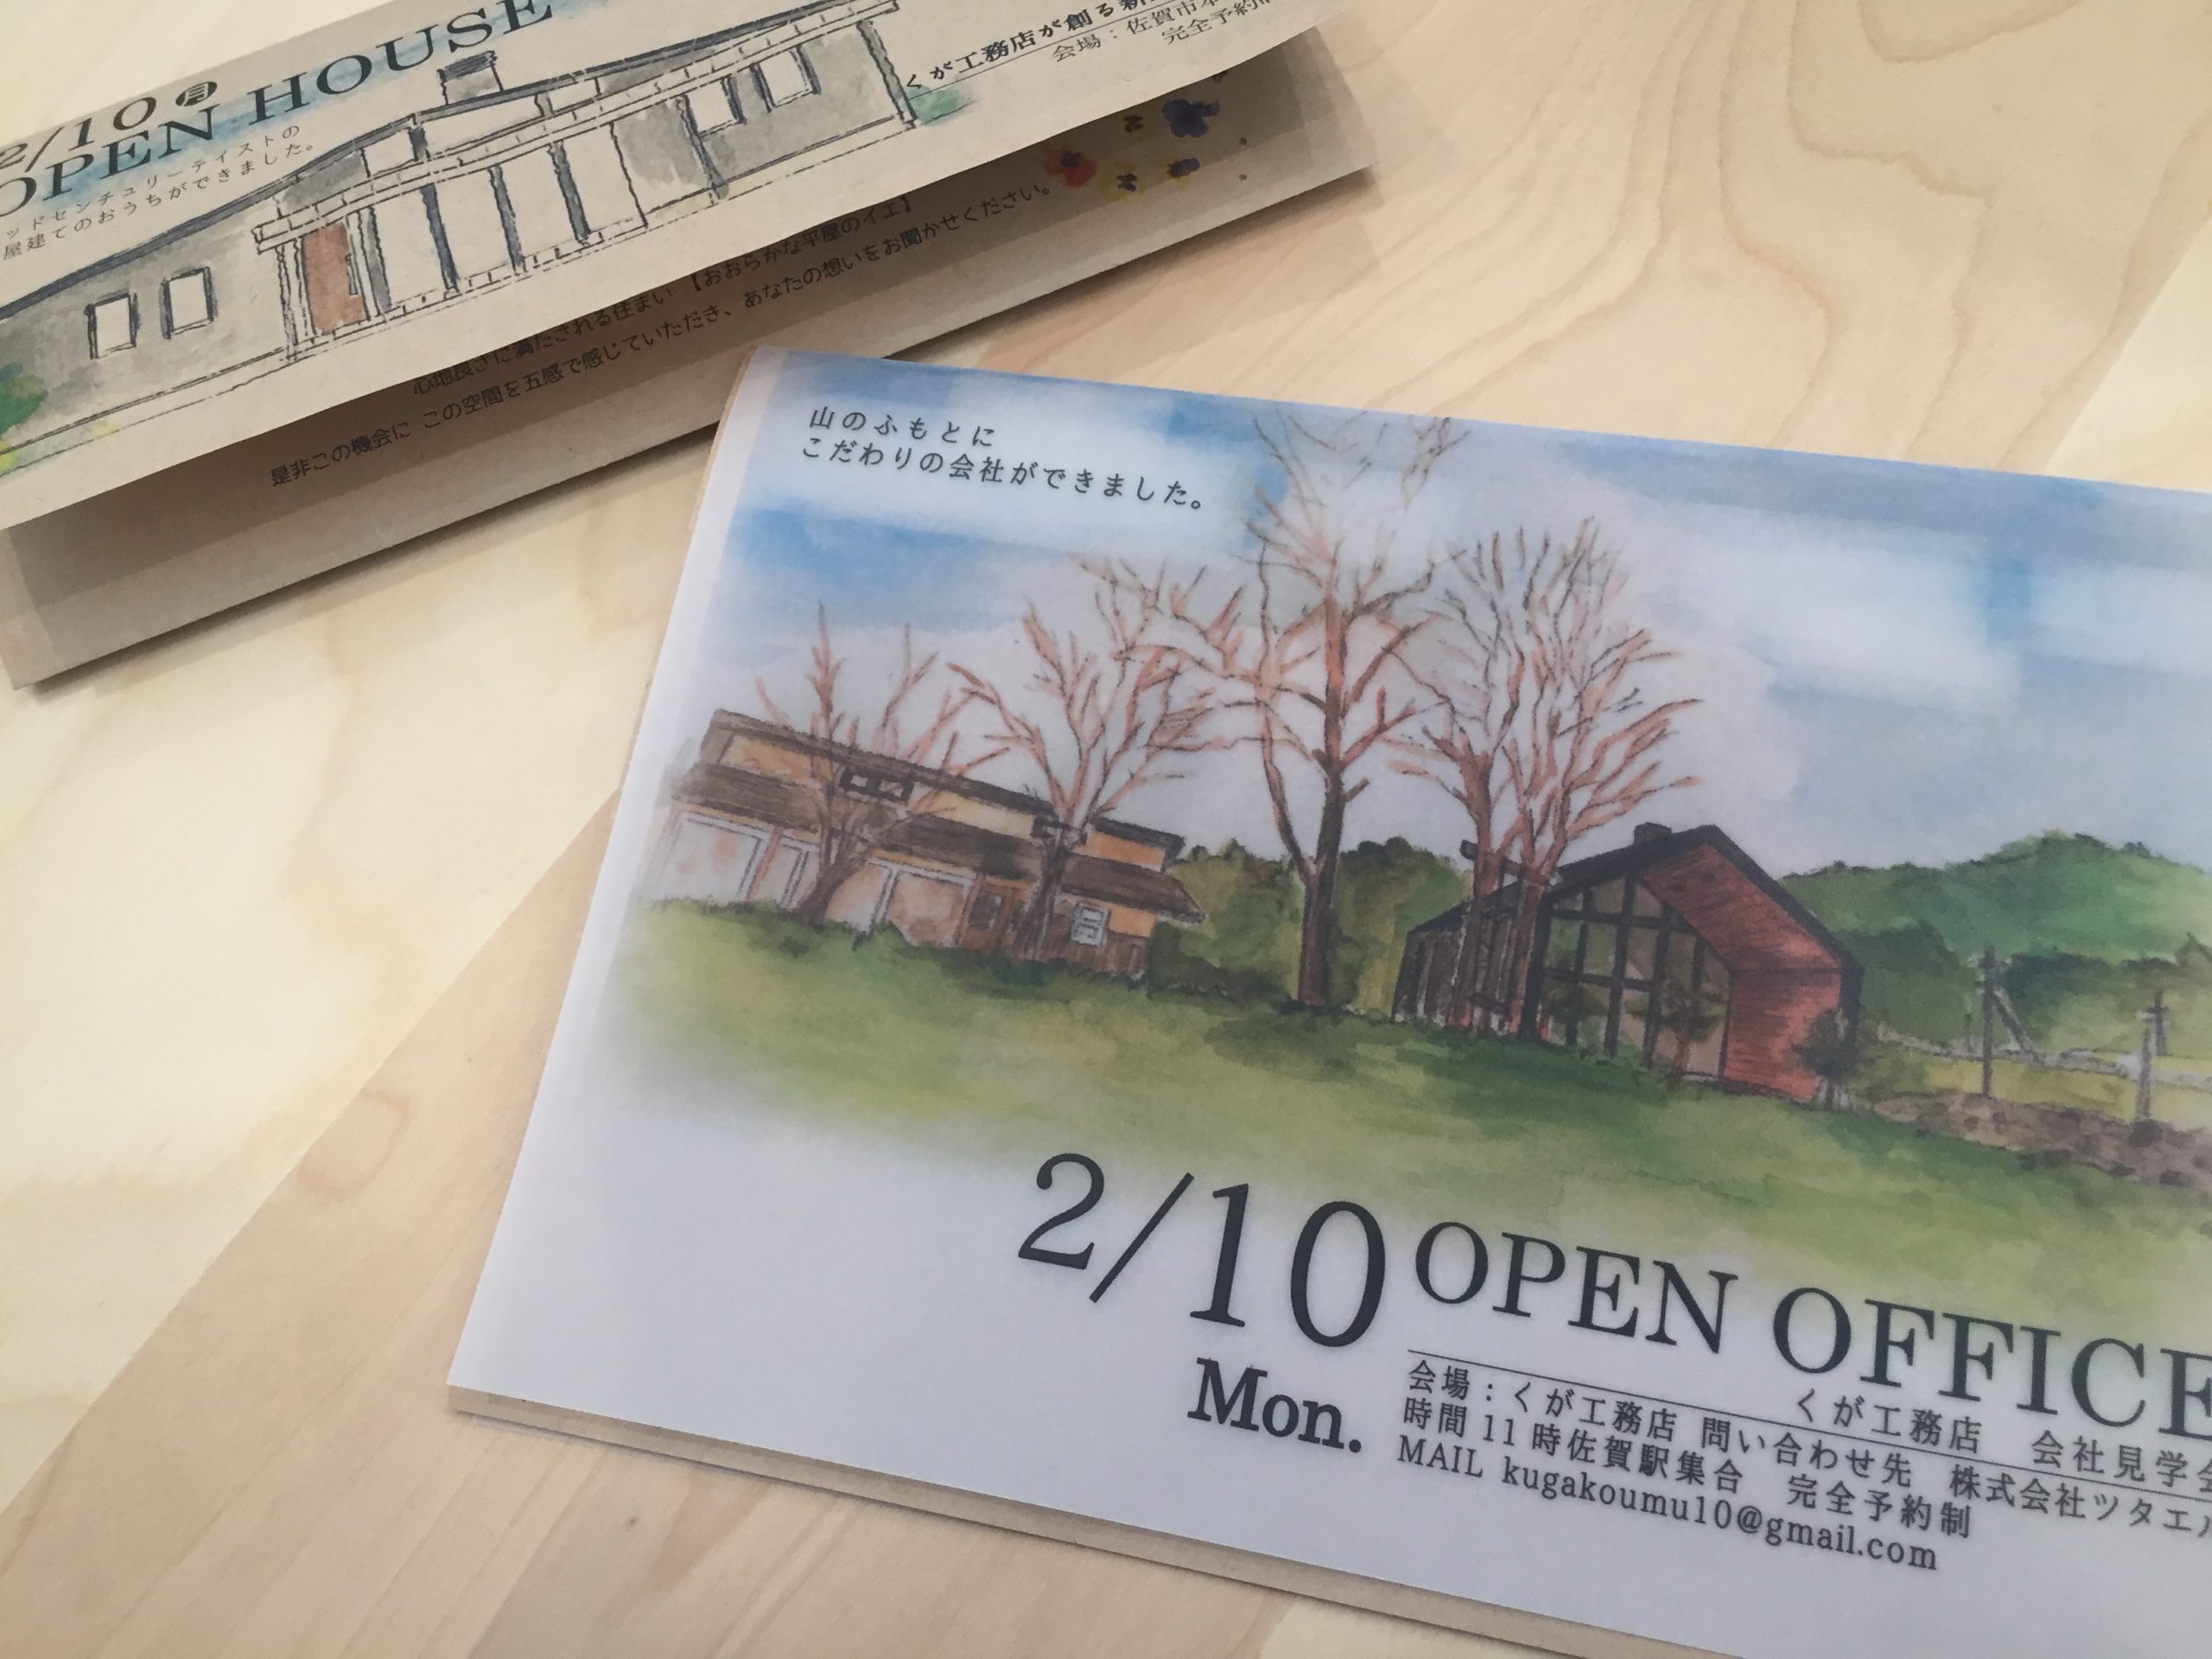 2/10 ㊊
OPEN HOUSE
ッドセンチュリーテイストの
屋建てのおうちができました。
くが工務店が創る新
会場：佐賀市本
完全予約
心地良さに満たされる住まい 【おおらかな平屋のイエ】
是非この機会に この空間を五感で感じていただき、あなたの想いをお聞かせください。
山のふもとに
こだわりの会社ができました。
2/10 OPEN OFFICE
Mon.
くが工務店 会社見学会
会場：くが工務店 問い合わせ先 株式会社ツタエル
時間 11時佐賀駅集合 完全予約制
MAIL kugakoumu10@gmail.com